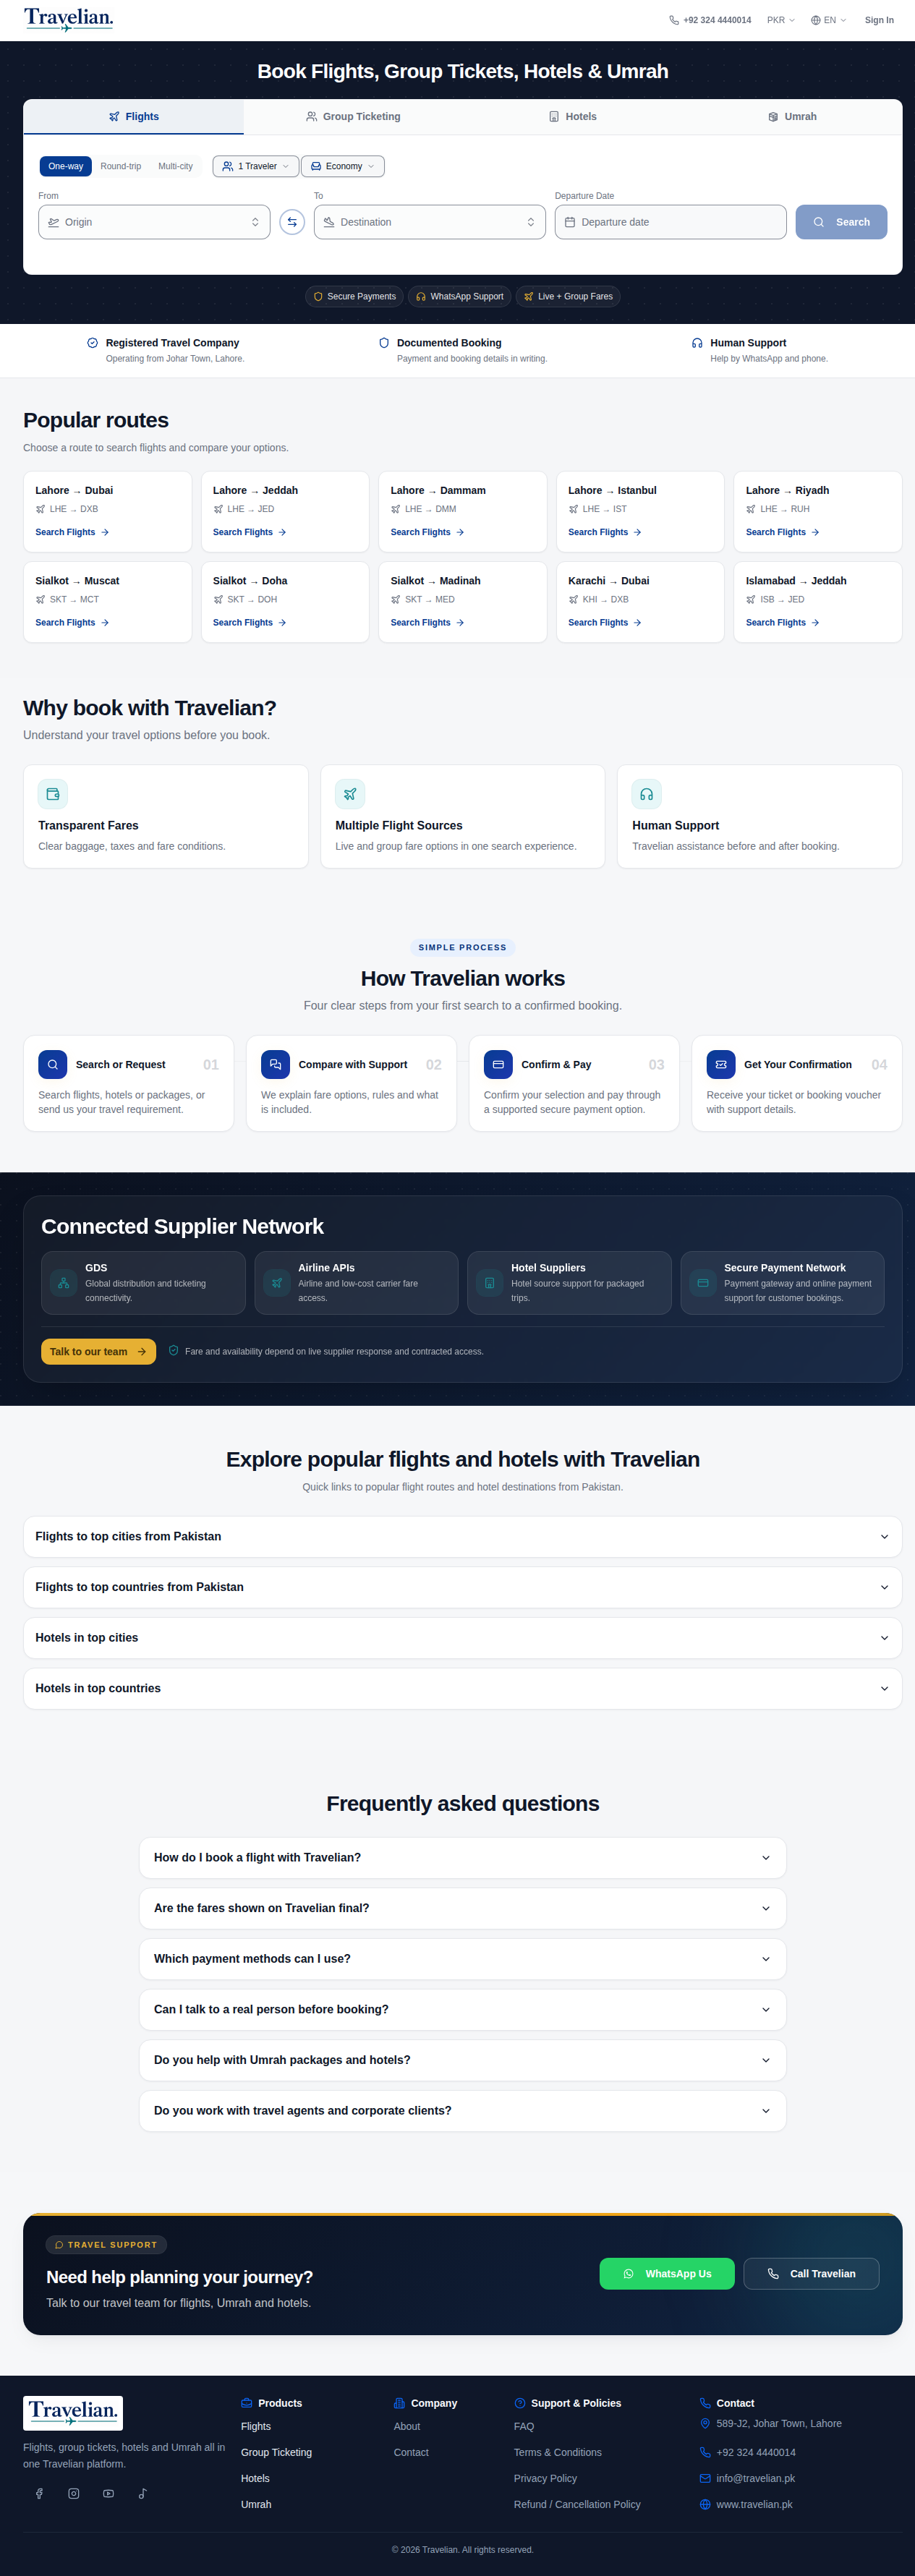 Travelian.
+92 324 4440014
PKR
EN
Sign In
Book Flights, Group Tickets, Hotels & Umrah
Flights
Group Ticketing
Hotels
Umrah
One-way
Round-trip
Multi-city
1 Traveler
Economy
From
To
Departure Date
Origin
Destination
Departure date
Search
Secure Payments
WhatsApp Support
Live + Group Fares
Registered Travel Company
Operating from Johar Town, Lahore.
Documented Booking
Payment and booking details in writing.
Human Support
Help by WhatsApp and phone.
Popular routes
Choose a route to search flights and compare your options.
Lahore → Dubai
LHE → DXB
Search Flights
Lahore → Jeddah
LHE → JED
Search Flights
Lahore → Dammam
LHE → DMM
Search Flights
Lahore → Istanbul
LHE → IST
Search Flights
Lahore → Riyadh
LHE → RUH
Search Flights
Sialkot → Muscat
SKT → MCT
Search Flights
Sialkot → Doha
SKT → DOH
Search Flights
Sialkot → Madinah
SKT → MED
Search Flights
Karachi → Dubai
KHI → DXB
Search Flights
Islamabad → Jeddah
ISB → JED
Search Flights
Why book with Travelian?
Understand your travel options before you book.
Transparent Fares
Clear baggage, taxes and fare conditions.
Multiple Flight Sources
Live and group fare options in one search experience.
Human Support
Travelian assistance before and after booking.
SIMPLE PROCESS
How Travelian works
Four clear steps from your first search to a confirmed booking.
Search or Request
01
Search flights, hotels or packages, or
send us your travel requirement.
Compare with Support
02
We explain fare options, rules and what
is included.
Confirm & Pay
03
Confirm your selection and pay through
a supported secure payment option.
Get Your Confirmation
04
Receive your ticket or booking voucher
with support details.
Connected Supplier Network
GDS
Global distribution and ticketing
connectivity.
Airline APIs
Airline and low-cost carrier fare
access.
Hotel Suppliers
Hotel source support for packaged
trips.
Secure Payment Network
Payment gateway and online payment
support for customer bookings.
Talk to our team
Fare and availability depend on live supplier response and contracted access.
Explore popular flights and hotels with Travelian
Quick links to popular flight routes and hotel destinations from Pakistan.
Flights to top cities from Pakistan
Flights to top countries from Pakistan
Hotels in top cities
Hotels in top countries
Frequently asked questions
How do I book a flight with Travelian?
Are the fares shown on Travelian final?
Which payment methods can I use?
Can I talk to a real person before booking?
Do you help with Umrah packages and hotels?
Do you work with travel agents and corporate clients?
TRAVEL SUPPORT
Need help planning your journey?
Talk to our travel team for flights, Umrah and hotels.
WhatsApp Us
Call Travelian
Travelian.
Flights, group tickets, hotels and Umrah all in
one Travelian platform.
Products
Flights
Group Ticketing
Hotels
Umrah
Company
About
Contact
Support & Policies
FAQ
Terms & Conditions
Privacy Policy
Refund / Cancellation Policy
Contact
589-J2, Johar Town, Lahore
+92 324 4440014
info@travelian.pk
www.travelian.pk
© 2026 Travelian. All rights reserved.